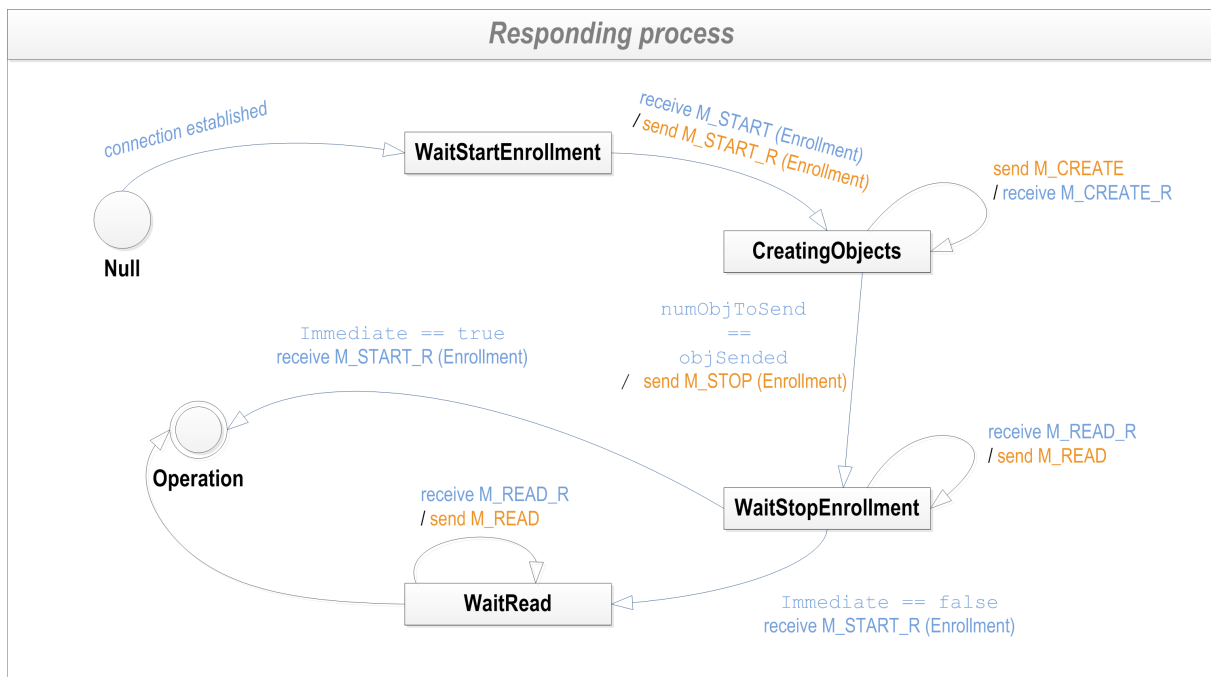 Responding process
connection established
WaitStartEnrollment
receive M_START (Enrollment)
/ send M_START_R (Enrollment)
send M_CREATE
/ receive M_CREATE_R
CreatingObjects
Null
numObjToSend
==
objSended
/ send M_STOP (Enrollment)
Immediate == true
receive M_START_R (Enrollment)
receive M_READ_R
/ send M_READ
Operation
WaitStopEnrollment
receive M_READ_R
/ send M_READ
WaitRead
Immediate == false
receive M_START_R (Enrollment)